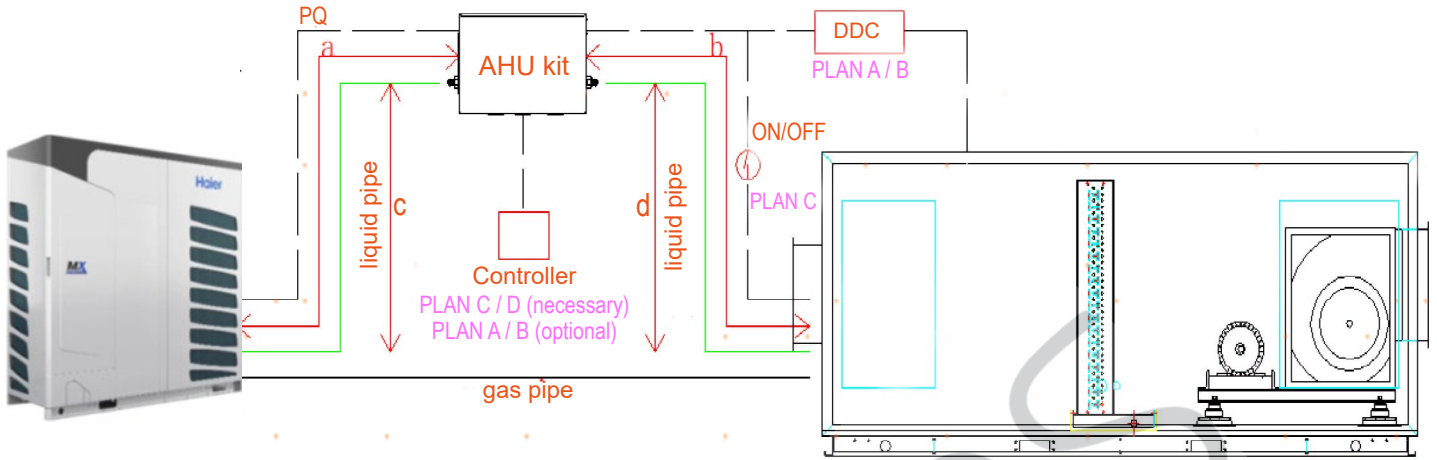 PQ
a
AHU kit
b
DDC
PLAN A / B
ON/OFF
PLAN C
Haier
MX
liquid pipe
c
d
liquid pipe
Controller
PLAN C / D (necessary)
PLAN A / B (optional)
gas pipe